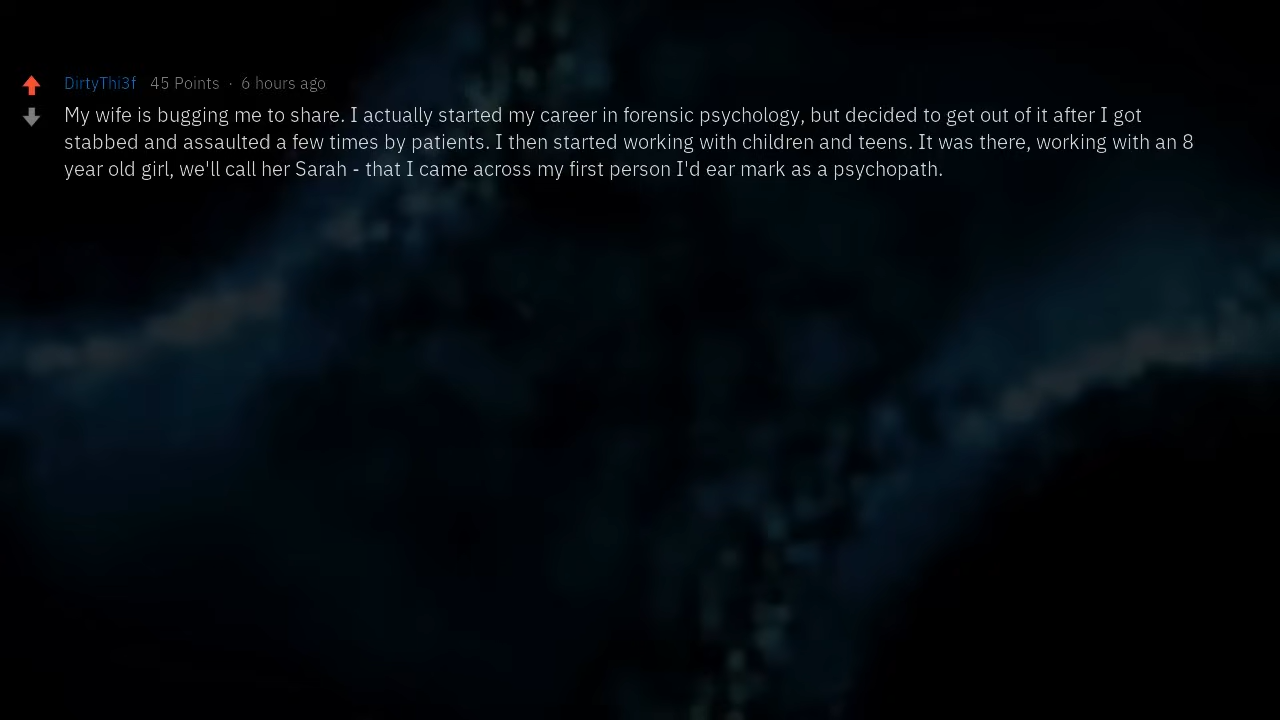 DirtyThi3f 45 Points · 6 hours ago
My wife is bugging me to share. I actually started my career in forensic psychology, but decided to get out of it after I got
stabbed and assaulted a few times by patients. I then started working with children and teens. It was there, working with an 8
year old girl, we'll call her Sarah - that I came across my first person I'd ear mark as a psychopath.